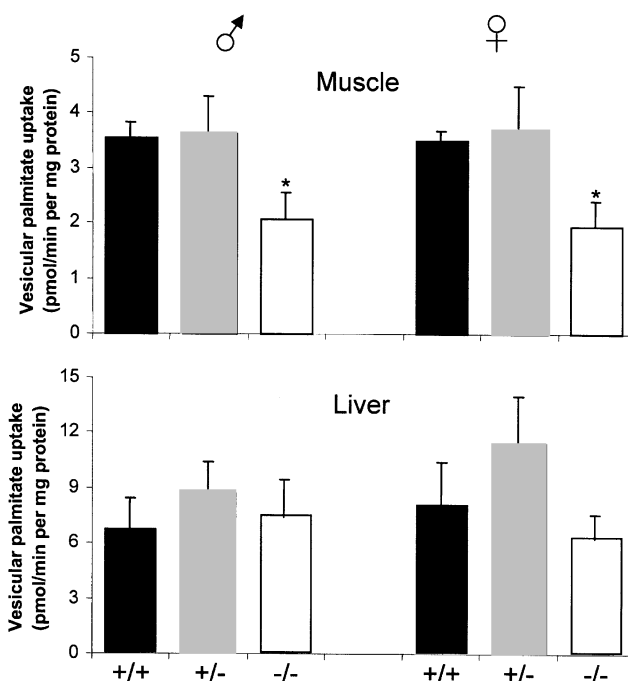 ♂ ♀
Muscle
Vesicular palmitate uptake
(pmol/min per mg protein)
5
4
3
2
1
0
* *
Liver
Vesicular palmitate uptake
(pmol/min per mg protein)
15
12
9
6
3
0
+/+ +/- -/- +/+ +/- -/-